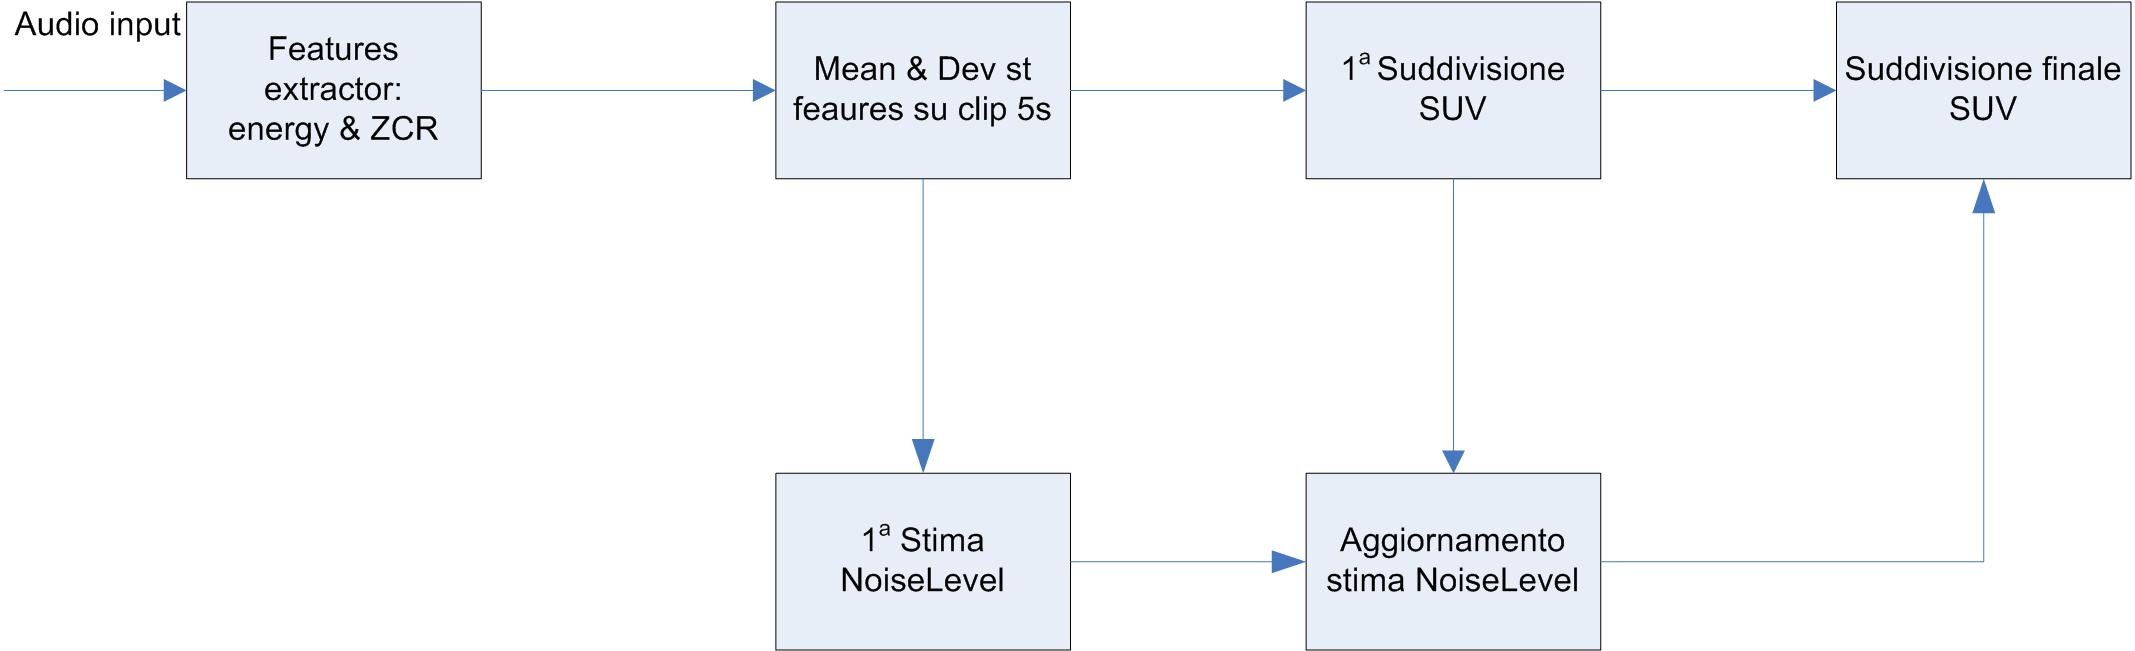 Audio input
Features
extractor:
energy & ZCR
Mean & Dev st
feaures su clip 5s
1ª Suddivisione
SUV
Suddivisione finale
SUV
1ª Stima
NoiseLevel
Aggiornamento
stima NoiseLevel